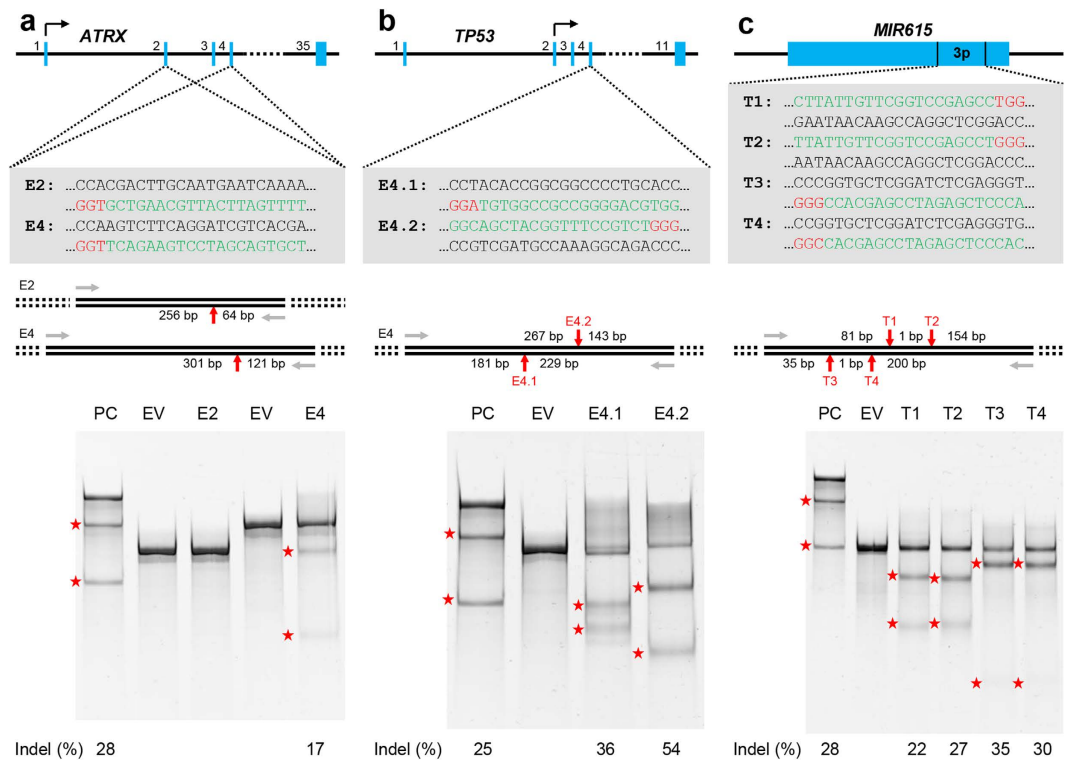 a
ATRX
1 2 3 4 35
E2: ...CCACGACTTGCAATGAATCAAAA...
...GGTGCTGAACGTTACTTAGTTTT...
E4: ...CCAAGTCTTCAGGATCGTCACGA...
...GGTTCAGAAGTCCTAGCAGTGCT...
E2
256 bp 64 bp
E4
301 bp 121 bp
PC EV E2 EV E4
Indel (%) 28 17
b
TP53
1 2 3 4 11
E4.1: ...CCTACACCGGCGGCCCCTGCACC...
...GGATGTGGCCGCCGGGGACGTGG...
E4.2: ...GGCAGCTACGGTTTCCGTCTGGG...
...CCGTCGATGCCAAAGGCAGACCC...
E4.2
267 bp 143 bp
E4
181 bp 229 bp
E4.1
PC EV E4.1 E4.2
25 36 54
c
MIR615
3p
T1: ...CTTATTGTTCGGTCCGAGCCTGG...
...GAATAACAAGCCAGGCTCGGACC...
T2: ...TTATTGTTCGGTCCGAGCCTGGG...
...AATAACAAGCCAGGCTCGGACCC...
T3: ...CCCGGTGCTCGGATCTCGAGGGT...
...GGGCCACGAGCCTAGAGCTCCCA...
T4: ...CCGGTGCTCGGATCTCGAGGGTG...
...GGCCACGAGCCTAGAGCTCCCAC...
T1 T2
81 bp 1 bp 154 bp
35 bp 1 bp 200 bp
T3 T4
PC EV T1 T2 T3 T4
Indel (%) 28 22 27 35 30